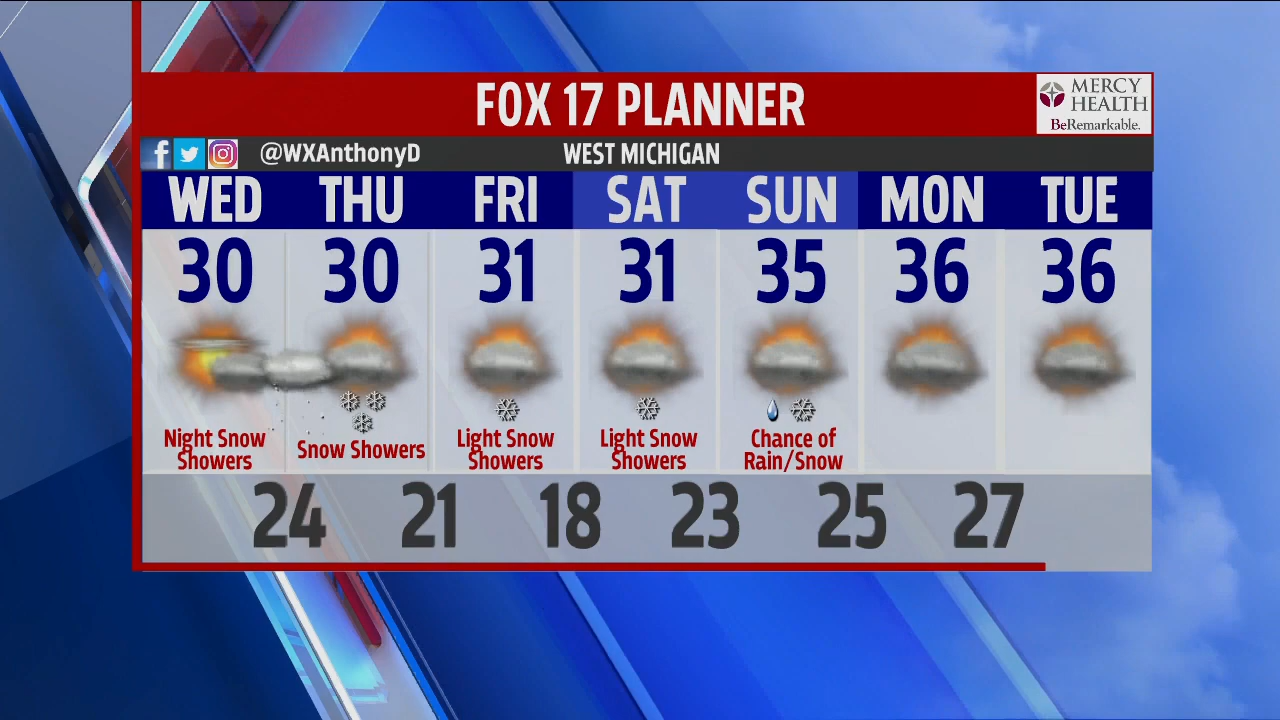 FOX 17 PLANNER
MERCY
HEALTH
BeRemarkable.
f @WXAnthonyD WEST MICHIGAN
WED THU FRI SAT SUN MON TUE
30 30 31 31 35 36 36
Night Snow
Showers
Snow Showers
Light Snow
Showers
Light Snow
Showers
Chance of
Rain/Snow
24 21 18 23 25 27